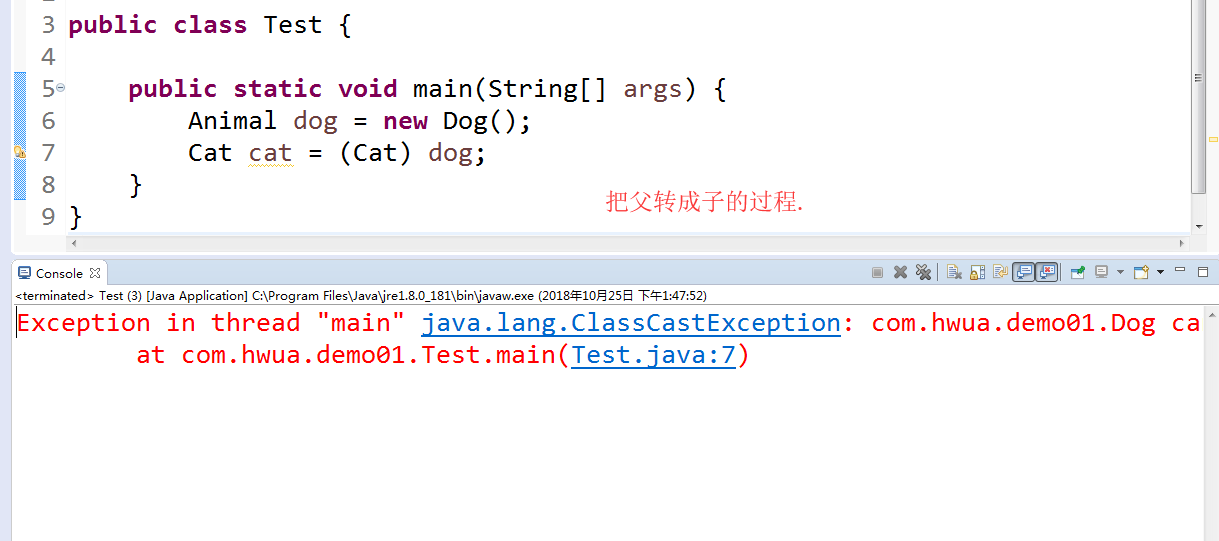 3 public class Test {
4
5 public static void main(String[] args) {
6 Animal dog = new Dog();
7 Cat cat = (Cat) dog;
8 }
把父转成子的过程.
9 }
Console
<terminated> Test (3) [Java Application] C:\Program Files\Java\jre1.8.0_181\bin\javaw.exe (2018年10月25日 下午1:47:52)
Exception in thread "main" java.lang.ClassCastException: com.hwua.demo01.Dog ca
at com.hwua.demo01.Test.main(Test.java:7)